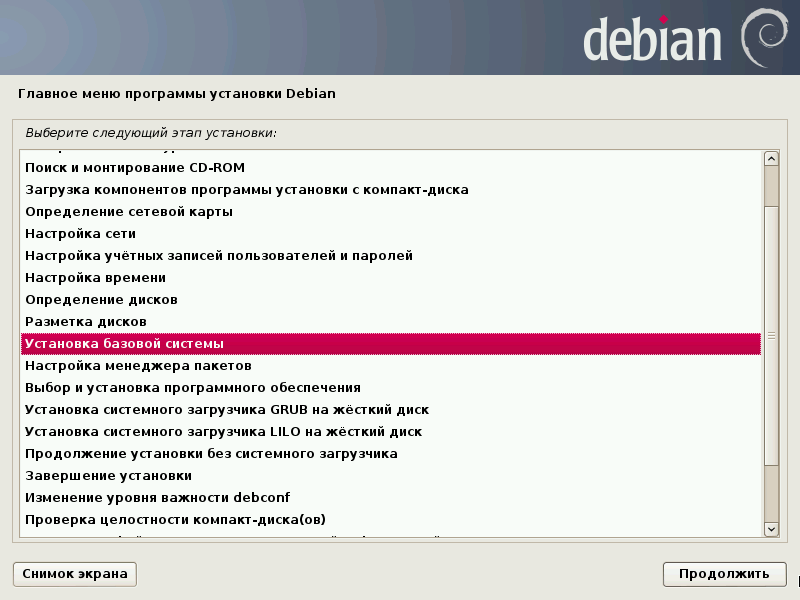 debian
Главное меню программы установки Debian
Выберите следующий этап установки:
Поиск и монтирование CD-ROM
Загрузка компонентов программы установки с компакт-диска
Определение сетевой карты
Настройка сети
Настройка учётных записей пользователей и паролей
Настройка времени
Определение дисков
Разметка дисков
Установка базовой системы
Настройка менеджера пакетов
Выбор и установка программного обеспечения
Установка системного загрузчика GRUB на жёсткий диск
Установка системного загрузчика LILO на жёсткий диск
Продолжение установки без системного загрузчика
Завершение установки
Изменение уровня важности debconf
Проверка целостности компакт-диска(ов)
Снимок экрана
Продолжить